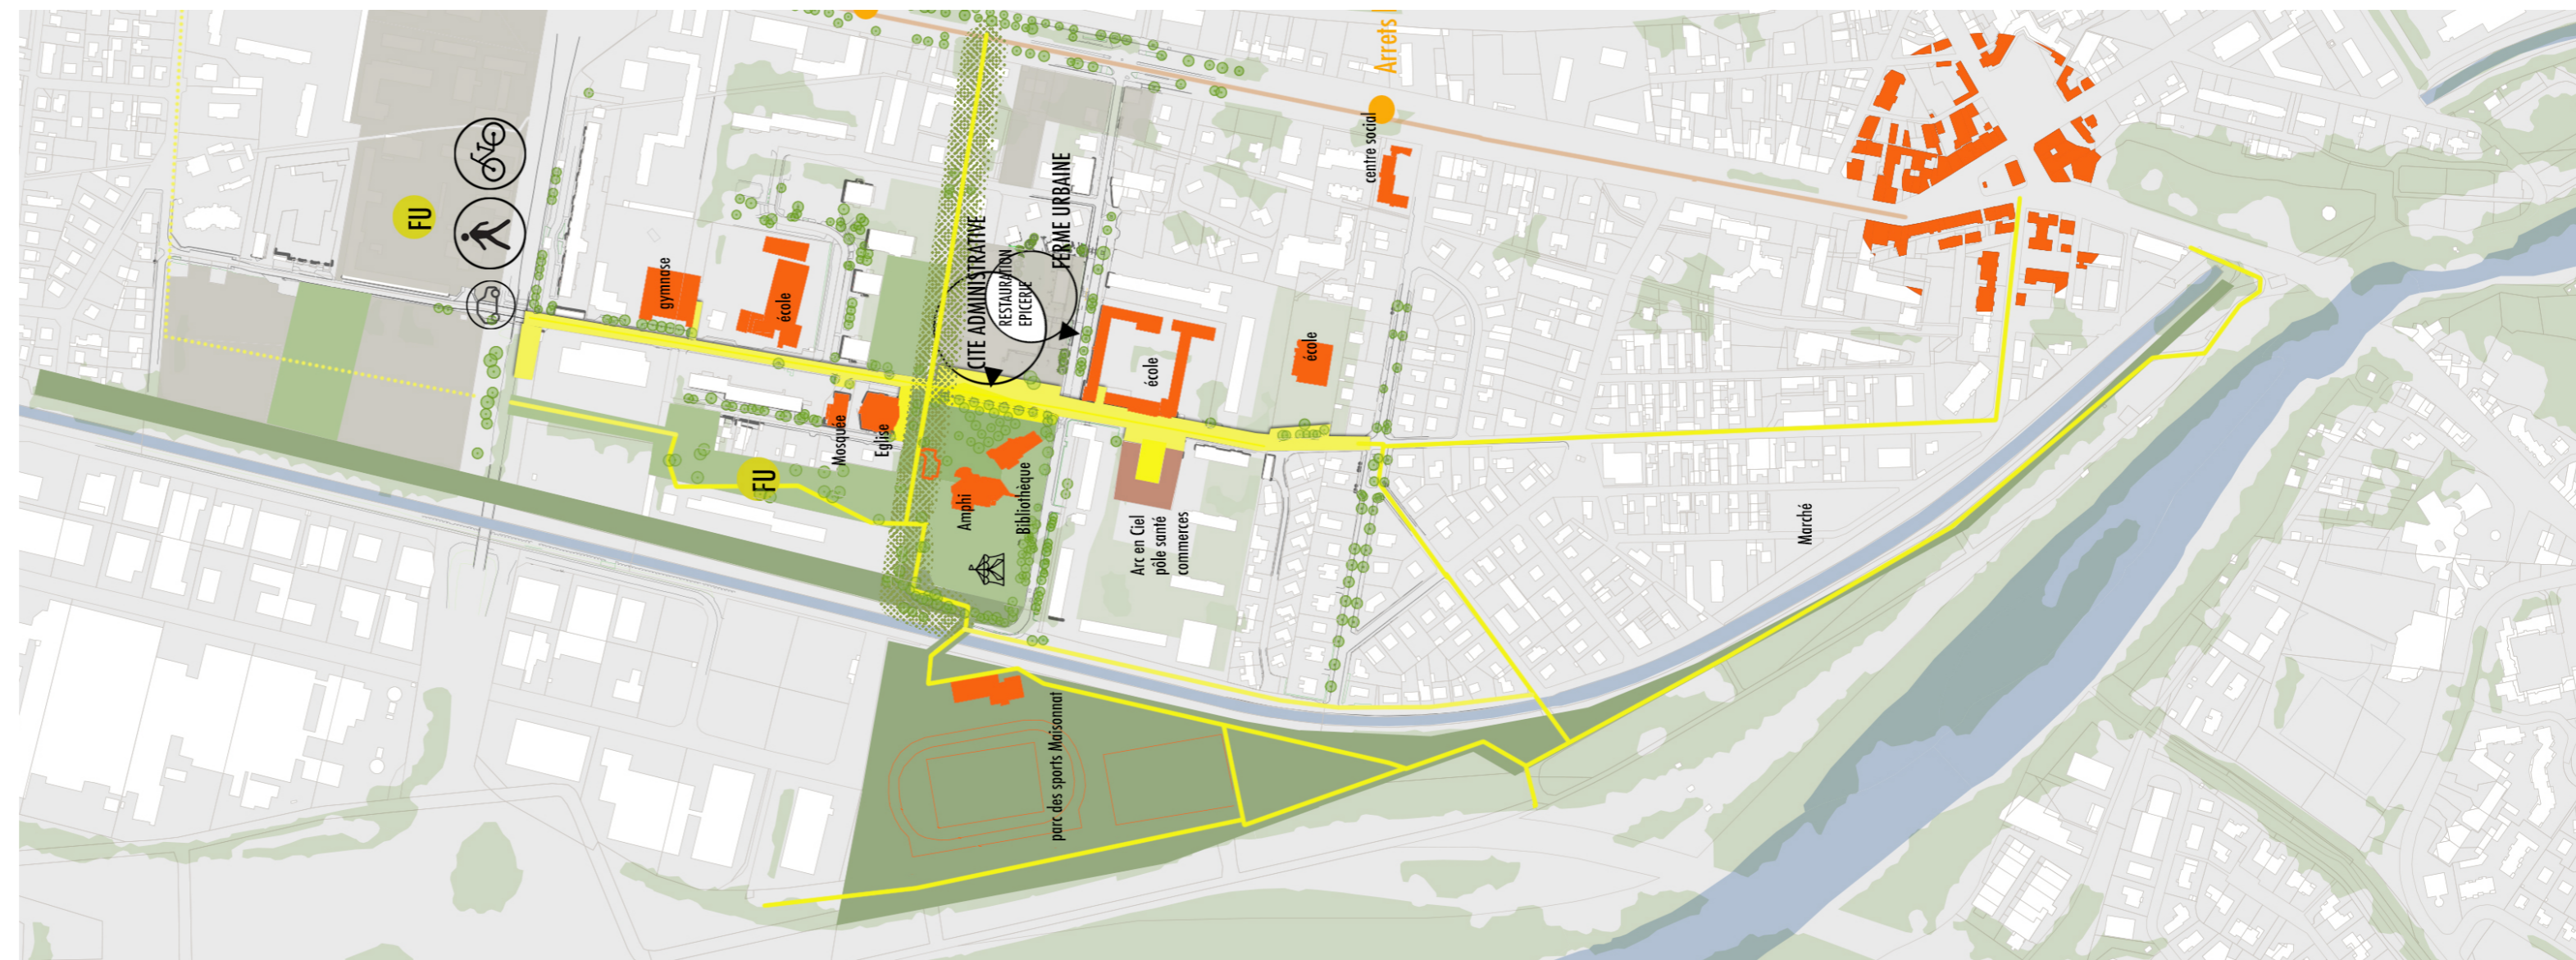 FU
gymnase
école
CITE ADMINISTRATIVE
RESTAURATION
EPICERIE
FERME URBAINE
Arrets
centre social
école
école
Mosquée
Eglise
FU
Amphi
Bibliothèque
Arc en Ciel
pôle santé
commerces
Marché
parc des sports Maisonnat